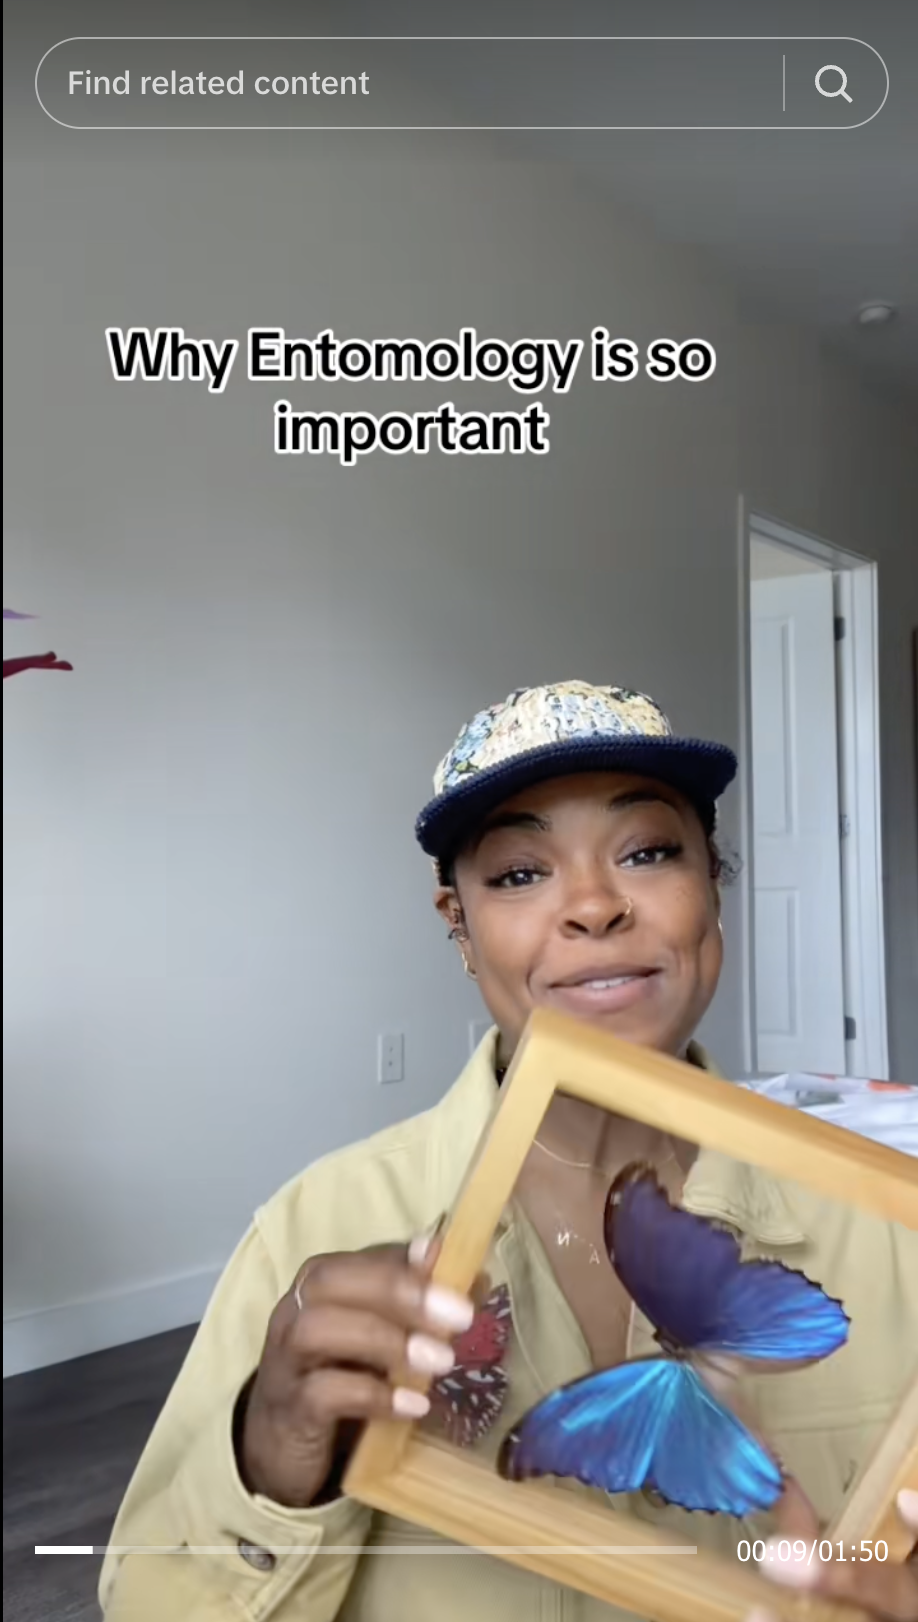 Find related content
Why Entomology is so
important
N
A
00:09/01:50